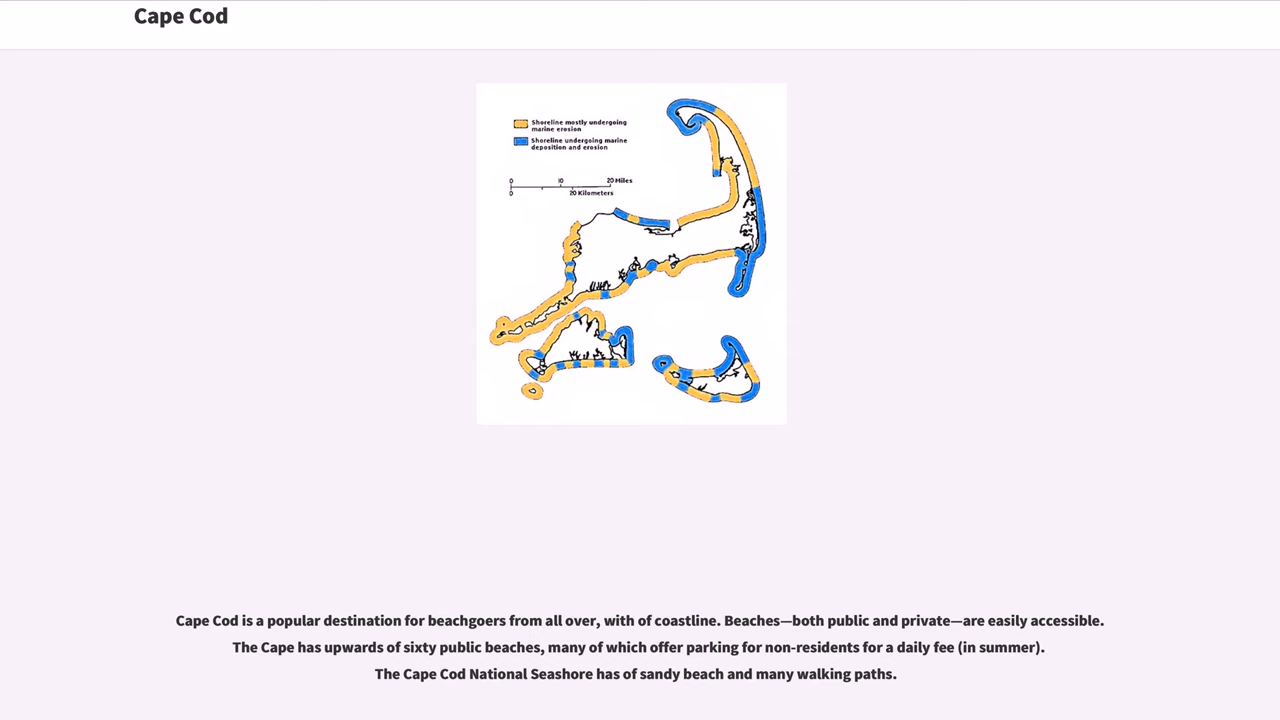 Cape Cod
Shoreline mostly undergoing
marine erosion
Shoreline undergoing marine
deposition and erosion
0 10 20 Miles
0 20 Kilometers
Cape Cod is a popular destination for beachgoers from all over, with of coastline. Beaches—both public and private—are easily accessible.
The Cape has upwards of sixty public beaches, many of which offer parking for non-residents for a daily fee (in summer).
The Cape Cod National Seashore has of sandy beach and many walking paths.